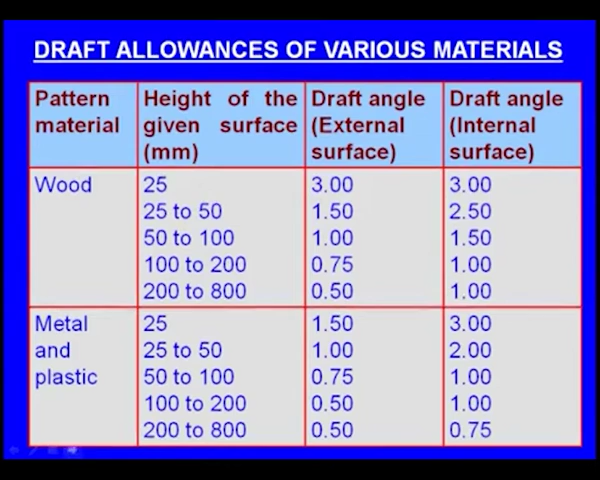 DRAFT ALLOWANCES OF VARIOUS MATERIALS
Pattern material Height of the given surface (mm) Draft angle (External surface) Draft angle (Internal surface)
Wood 25 3.00 3.00
25 to 50 1.50 2.50
50 to 100 1.00 1.50
100 to 200 0.75 1.00
200 to 800 0.50 1.00
Metal 25 1.50 3.00
and 25 to 50 1.00 2.00
plastic 50 to 100 0.75 1.00
100 to 200 0.50 1.00
200 to 800 0.50 0.75